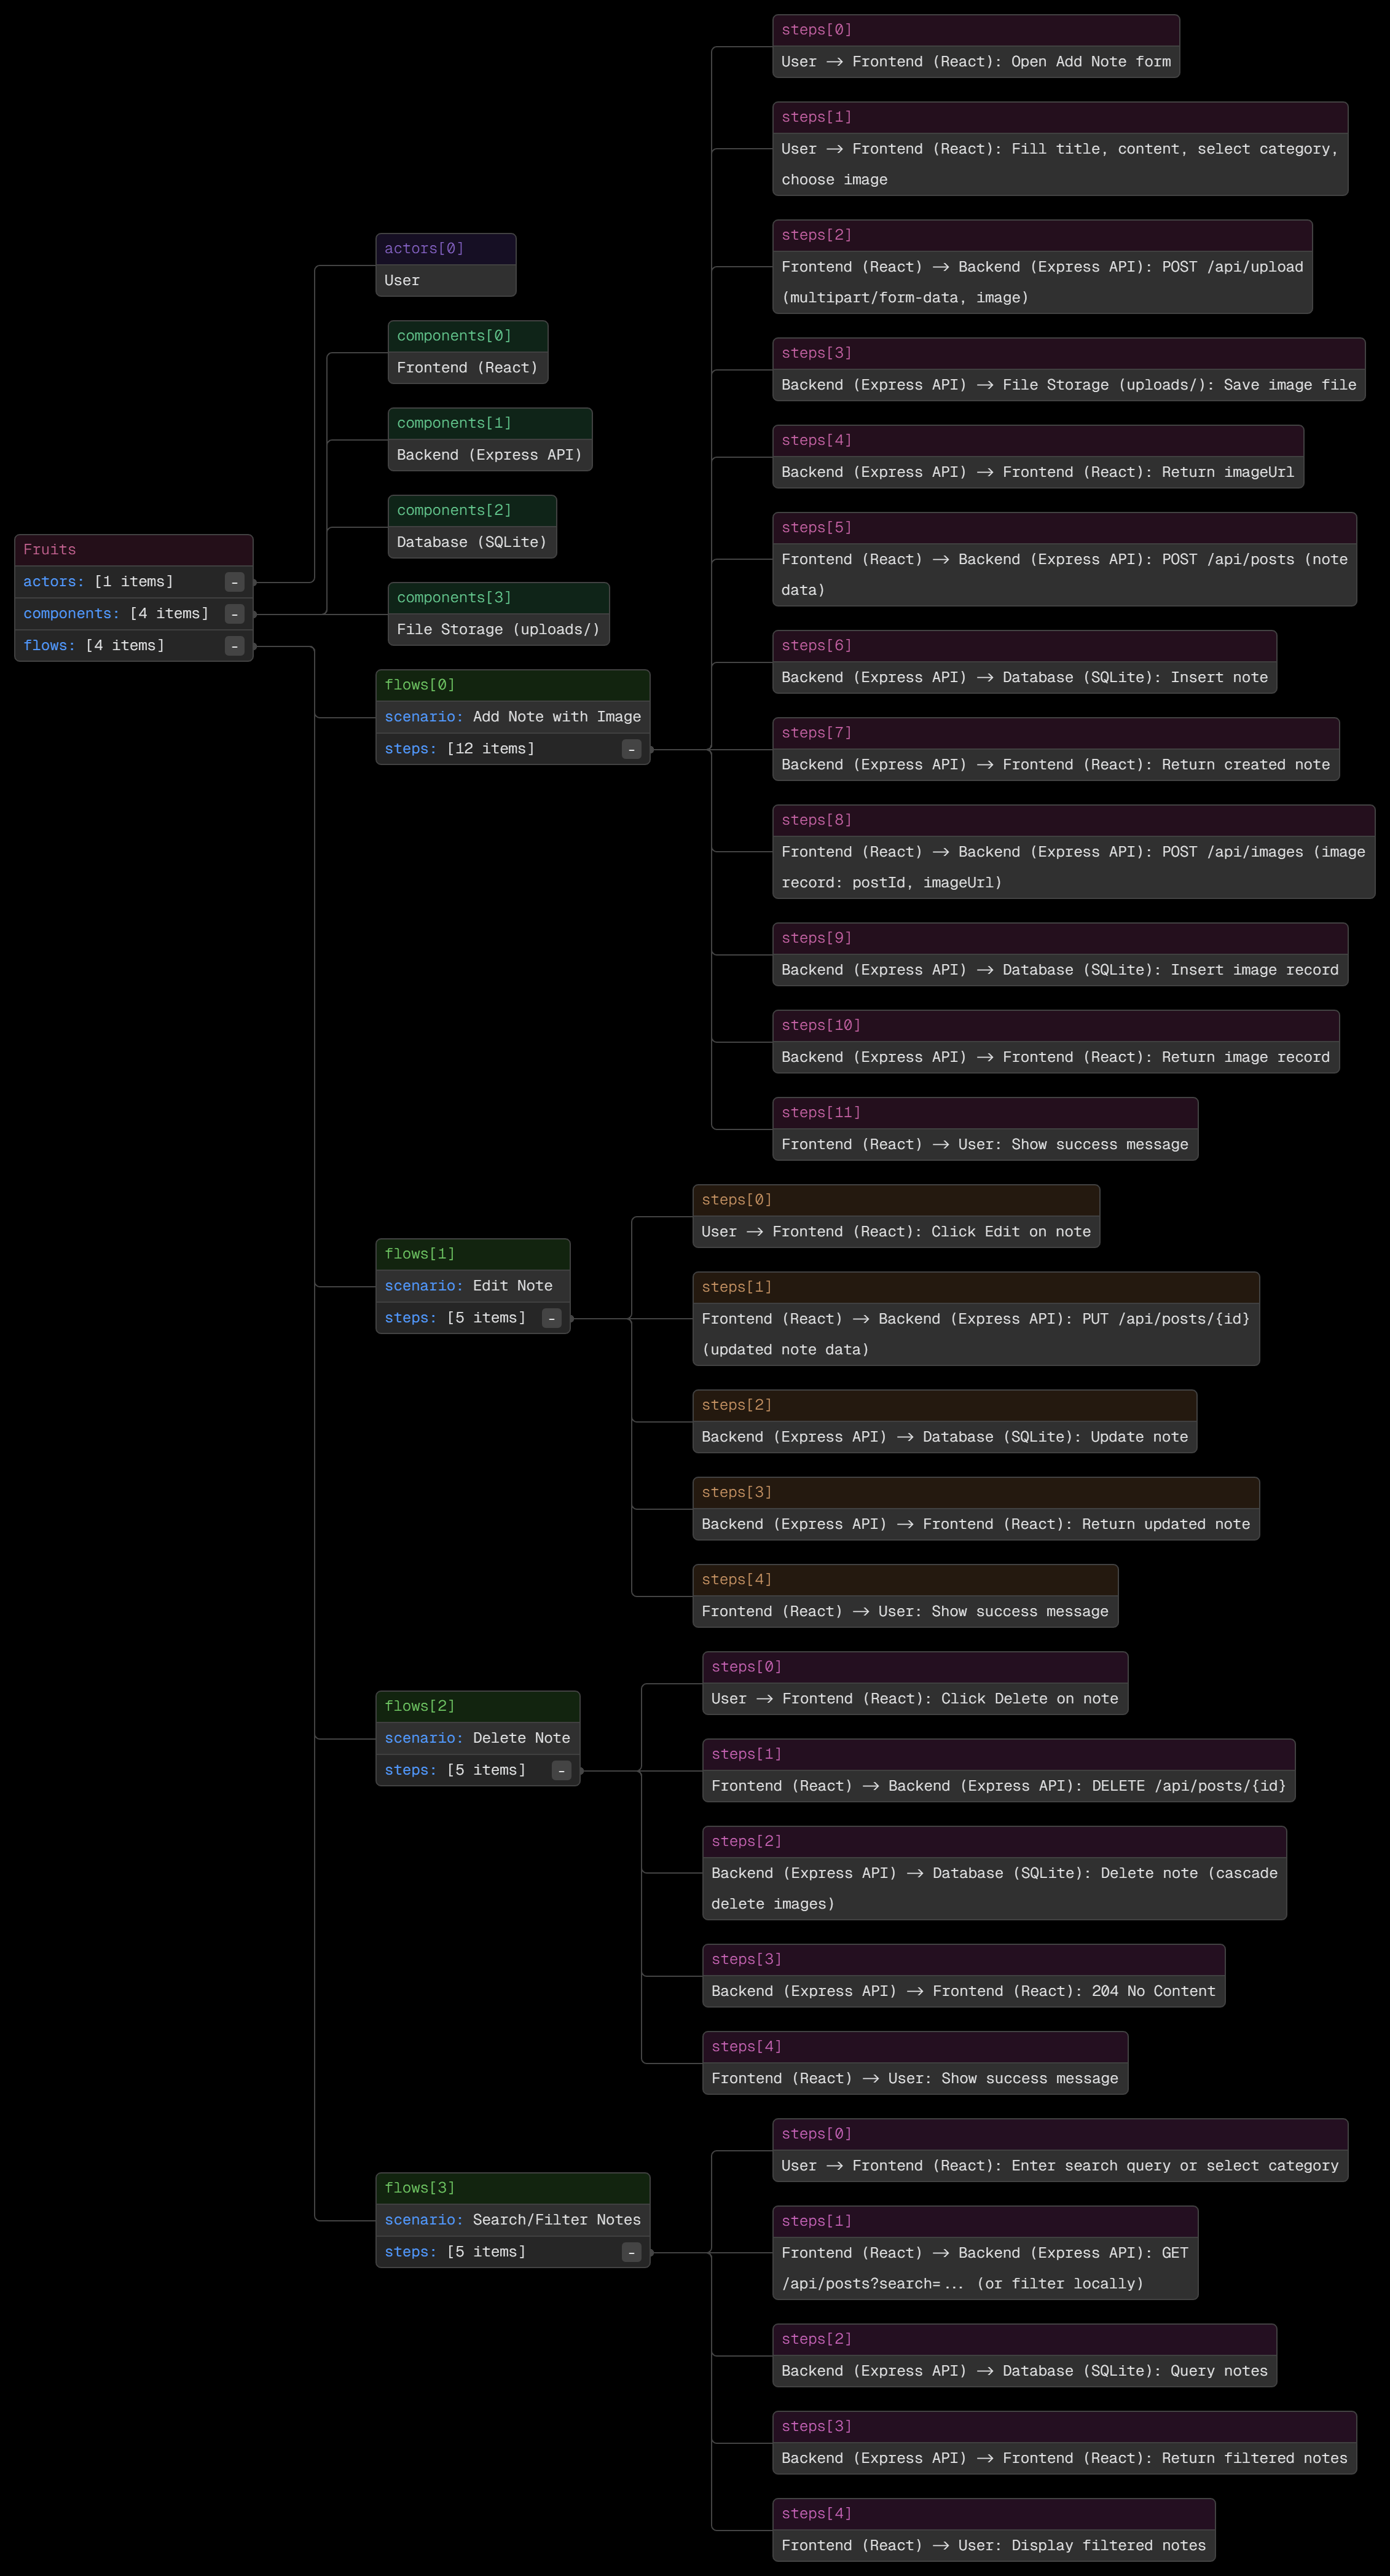 Fruits
actors: [1 items] -
components: [4 items] -
flows: [4 items] -
actors[0]
User
components[0]
Frontend (React)
components[1]
Backend (Express API)
components[2]
Database (SQLite)
components[3]
File Storage (uploads/)
flows[0]
scenario: Add Note with Image
steps: [12 items] -
steps[0]
User → Frontend (React): Open Add Note form
steps[1]
User → Frontend (React): Fill title, content, select category,
choose image
steps[2]
Frontend (React) → Backend (Express API): POST /api/upload
(multipart/form-data, image)
steps[3]
Backend (Express API) → File Storage (uploads/): Save image file
steps[4]
Backend (Express API) → Frontend (React): Return imageUrl
steps[5]
Frontend (React) → Backend (Express API): POST /api/posts (note
data)
steps[6]
Backend (Express API) → Database (SQLite): Insert note
steps[7]
Backend (Express API) → Frontend (React): Return created note
steps[8]
Frontend (React) → Backend (Express API): POST /api/images (image
record: postId, imageUrl)
steps[9]
Backend (Express API) → Database (SQLite): Insert image record
steps[10]
Backend (Express API) → Frontend (React): Return image record
steps[11]
Frontend (React) → User: Show success message
flows[1]
scenario: Edit Note
steps: [5 items] -
steps[0]
User → Frontend (React): Click Edit on note
steps[1]
Frontend (React) → Backend (Express API): PUT /api/posts/{id}
(updated note data)
steps[2]
Backend (Express API) → Database (SQLite): Update note
steps[3]
Backend (Express API) → Frontend (React): Return updated note
steps[4]
Frontend (React) → User: Show success message
flows[2]
scenario: Delete Note
steps: [5 items] -
steps[0]
User → Frontend (React): Click Delete on note
steps[1]
Frontend (React) → Backend (Express API): DELETE /api/posts/{id}
steps[2]
Backend (Express API) → Database (SQLite): Delete note (cascade
delete images)
steps[3]
Backend (Express API) → Frontend (React): 204 No Content
steps[4]
Frontend (React) → User: Show success message
flows[3]
scenario: Search/Filter Notes
steps: [5 items] -
steps[0]
User → Frontend (React): Enter search query or select category
steps[1]
Frontend (React) → Backend (Express API): GET
/api/posts?search=... (or filter locally)
steps[2]
Backend (Express API) → Database (SQLite): Query notes
steps[3]
Backend (Express API) → Frontend (React): Return filtered notes
steps[4]
Frontend (React) → User: Display filtered notes